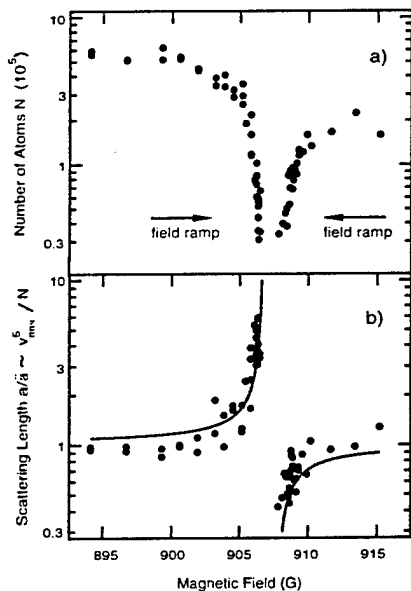 Number of Atoms N (10⁵)
a)
10
3
1
0.3
field ramp
field ramp
b)
Scattering Length a/ã ~
/ N
10
3
1
0.3
895
900
905
910
915
Magnetic Field (G)